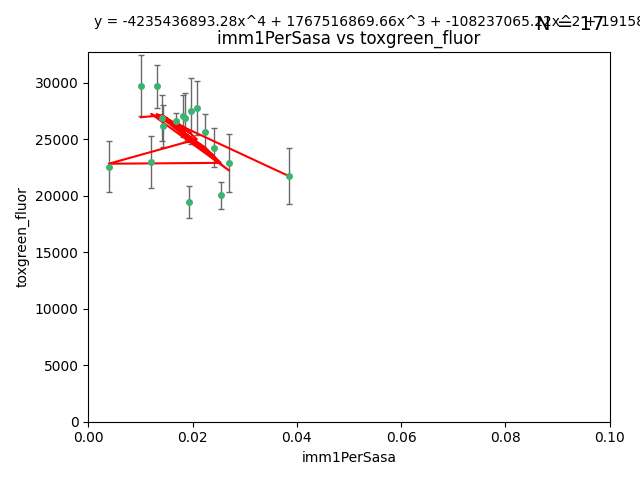 y = -4235436893.28x^4 + 1767516869.66x^3 + -108237065.22x^2 + 19158
N = 17
imm1PerSasa vs toxgreen_fluor
30000
25000
20000
15000
10000
5000
0
toxgreen_fluor
0.00 0.02 0.04 0.06 0.08 0.10
imm1PerSasa